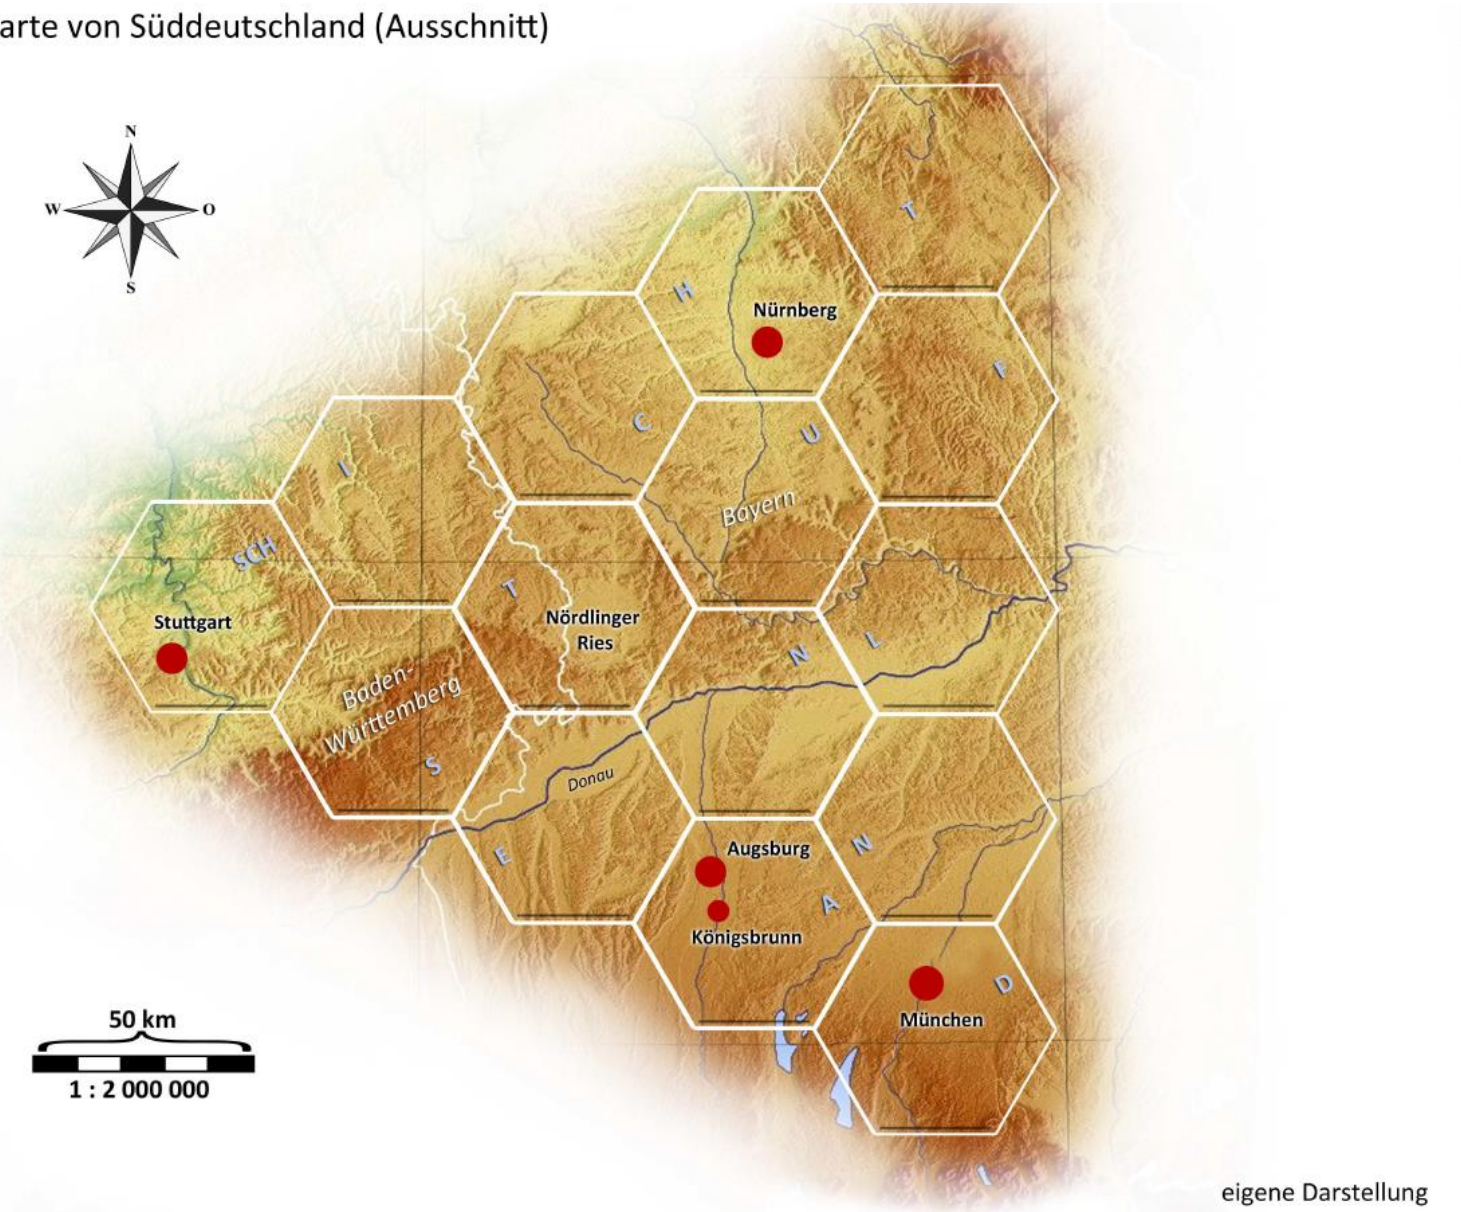 arte von Süddeutschland (Ausschnitt)
N
W
O
S
T
H
Nürnberg
F
C
U
I
Bayern
SCH
T
Nördlinger
Ries
Stuttgart
N
L
Baden-
Württemberg
S
Donau
E
Augsburg
N
A
Königsbrunn
D
München
50 km
1 : 2 000 000
I
eigene Darstellung